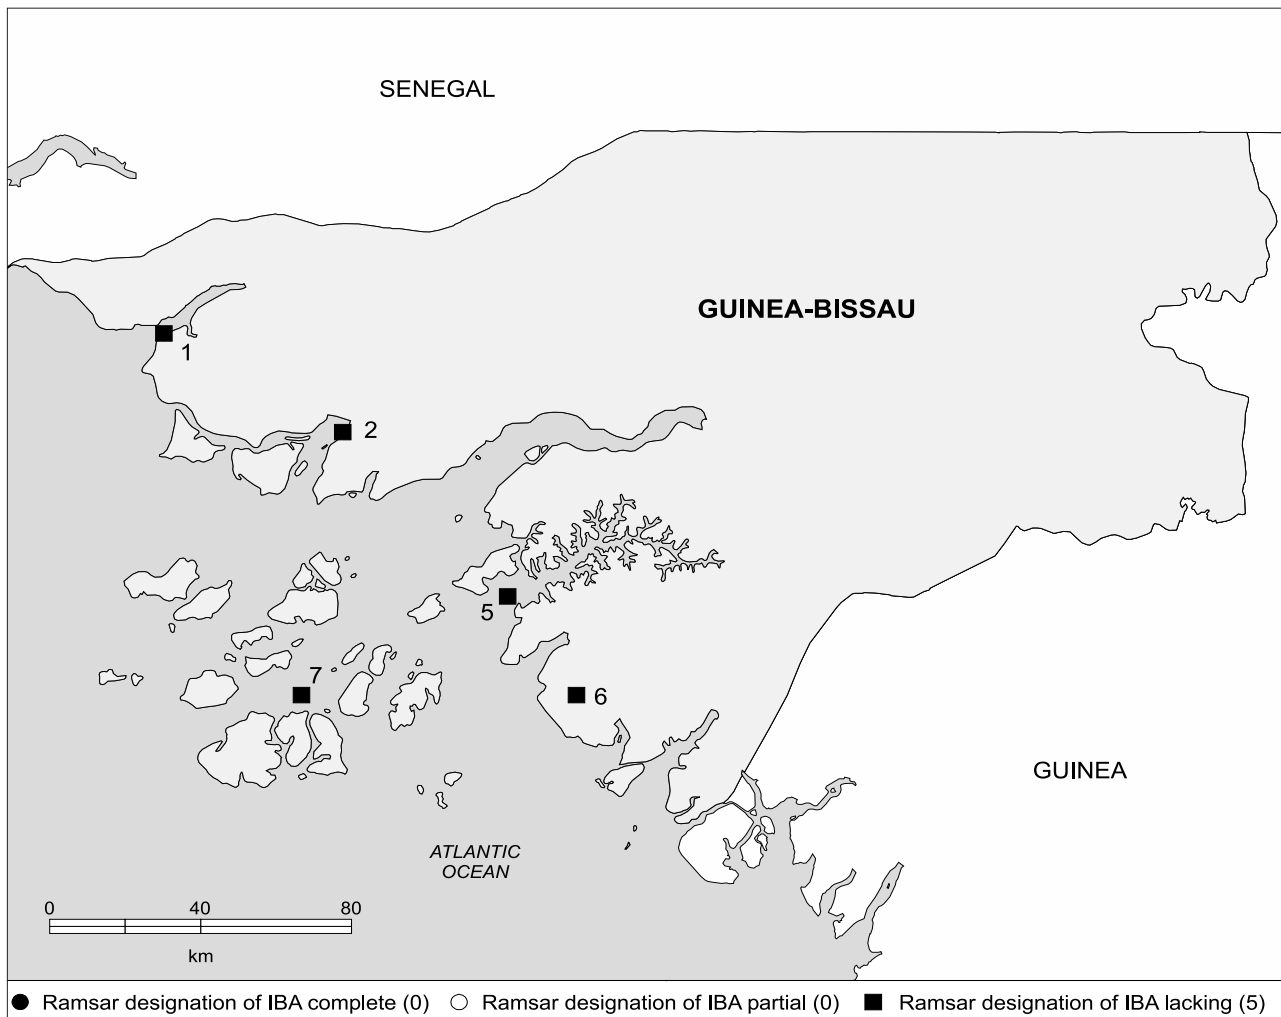 SENEGAL
GUINEA-BISSAU
1
2
5
7
6
GUINEA
ATLANTIC
OCEAN
0 40 80
km
Ramsar designation of IBA complete (0) Ramsar designation of IBA partial (0) Ramsar designation of IBA lacking (5)